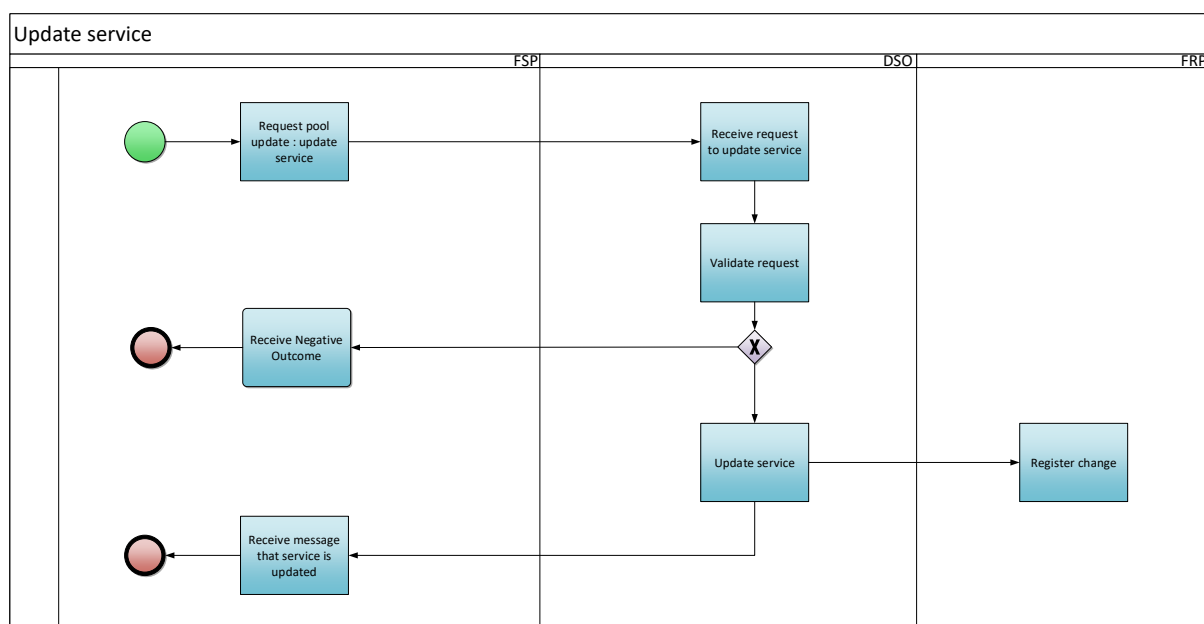 Update service
FSP
DSO
FRP
Request pool
update : update
service
Receive request
to update service
Validate request
Receive Negative
Outcome
X
Update service
Register change
Receive message
that service is
updated